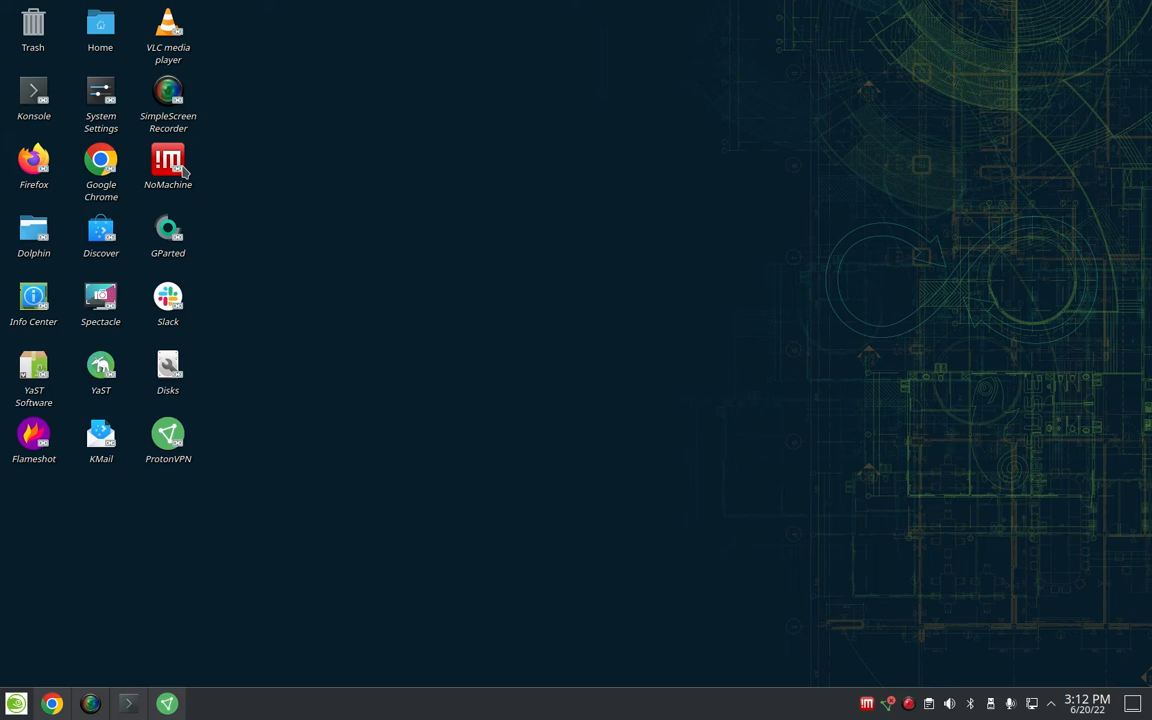 Trash
Home
VLC media
player
Konsole
System
Settings
SimpleScreen
Recorder
Firefox
Google
Chrome
NoMachine
Dolphin
Discover
GParted
Info Center
Spectacle
Slack
YaST
Software
YaST
Disks
Flameshot
KMail
ProtonVPN
3:12 PM
6/20/22